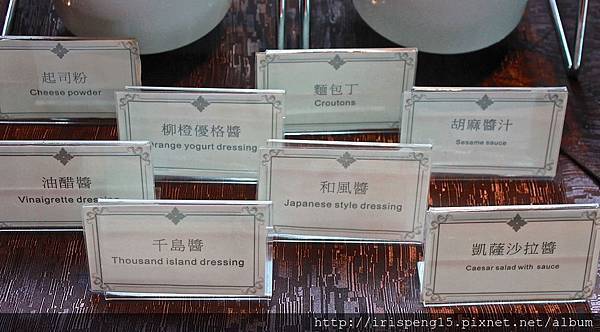 起司粉
Cheese powder
麵包丁
Croutons
柳橙優格醬
range yogurt dressing
胡麻醬汁
Sesame sauce
油醋醬
Vinaigrette
和風醬
Japanese style dressing
千島醬
Thousand island dressing
凱薩沙拉醬
Caesar salad with sauce
http://irispeng15.pixnet.net/album